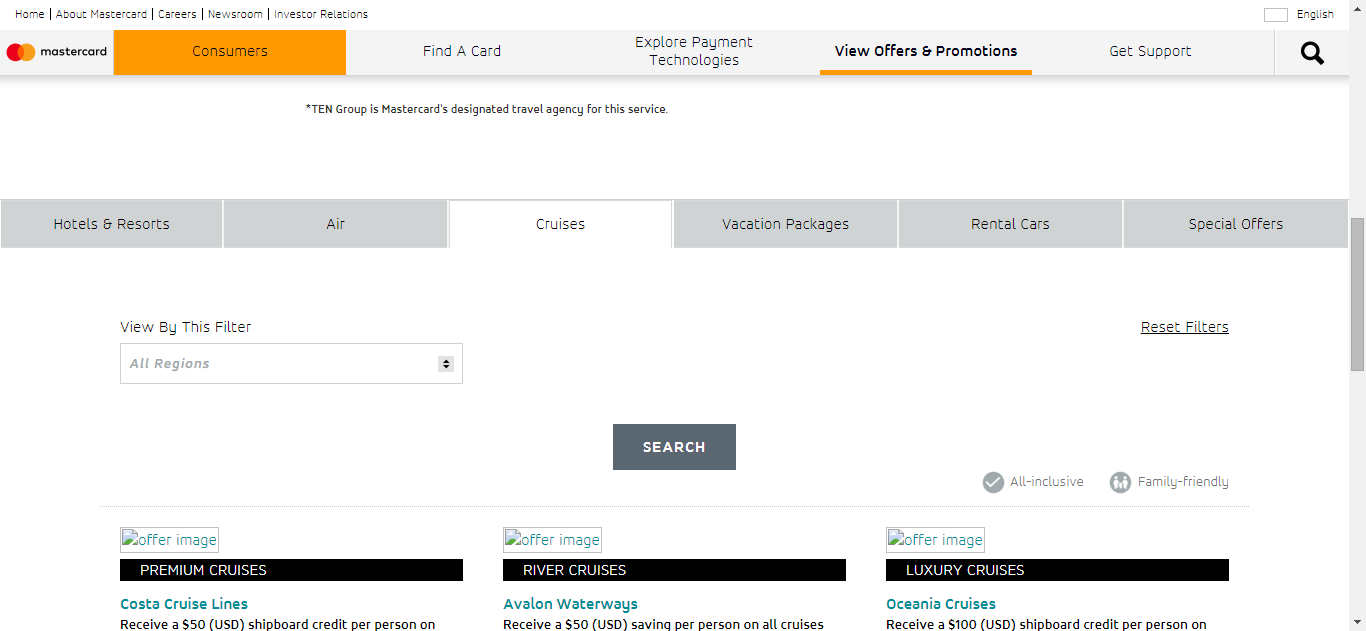 Home | About Mastercard | Careers | Newsroom | Investor Relations
English
mastercard
Consumers
Find A Card
Explore Payment
Technologies
View Offers & Promotions
Get Support
*TEN Group is Mastercard's designated travel agency for this service.
Hotels & Resorts
Air
Cruises
Vacation Packages
Rental Cars
Special Offers
View By This Filter
Reset Filters
All Regions
SEARCH
All-inclusive
Family-friendly
offer image
offer image
offer image
PREMIUM CRUISES
RIVER CRUISES
LUXURY CRUISES
Costa Cruise Lines
Avalon Waterways
Oceania Cruises
Receive a $50 (USD) shipboard credit per person on
Receive a $50 (USD) saving per person on all cruises
Receive a $100 (USD) shipboard credit per person on